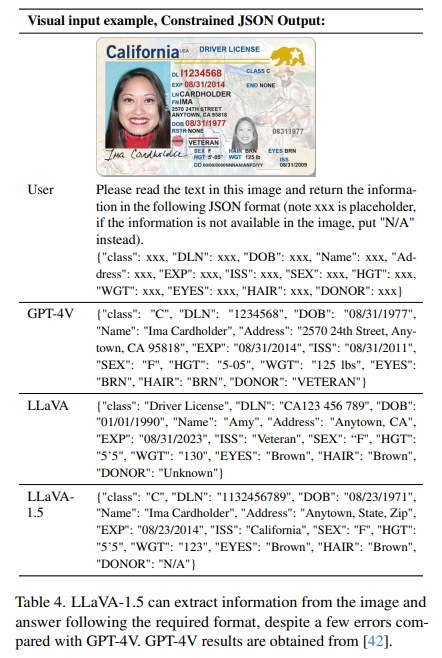 Visual input example, Constrained JSON Output:
California USA DRIVER LICENSE
DL I1234568 CLASS C
EXP 08/31/2014 END NONE
LN CARDHOLDER
FN IMA
2570 24TH STREET
ANYTOWN, CA 95818
DOB 08/31/1977
RSTR NONE
08311977
VETERAN
Ima Cardholder
SEX F HAIR BRN EYES BRN
HGT 5'-05" WGT 125 lb
ISS
08/31/2009
User
Please read the text in this image and return the informa-
tion in the following JSON format (note xxx is placeholder,
if the information is not available in the image, put "N/A"
instead).
{"class": xxx, "DLN": xxx, "DOB": xxx, "Name": xxx, "Ad-
dress": xxx, "EXP": xxx, "ISS": xxx, "SEX": xxx, "HGT": xxx,
"WGT": xxx, "EYES": xxx, "HAIR": xxx, "DONOR": xxx}
GPT-4V
{"class": "C", "DLN": "1234568", "DOB": "08/31/1977",
"Name": "Ima Cardholder", "Address": "2570 24th Street, Any-
town, CA 95818", "EXP": "08/31/2014", "ISS": "08/31/2011",
"SEX": "F", "HGT": "5-05", "WGT": "125 lbs", "EYES":
"BRN", "HAIR": "BRN", "DONOR": "VETERAN"}
LLaVA
{"class": "Driver License", "DLN": "CA123 456 789", "DOB":
"01/01/1990", "Name": "Amy", "Address": "Anytown, CA",
"EXP": "08/31/2023", "ISS": "Veteran", "SEX": “F", "HGT":
"5’5", "WGT": "130", "EYES": "Brown", "HAIR": "Brown",
"DONOR": "Unknown"}
LLaVA-
1.5
{"class": "C", "DLN": "1132456789", "DOB": "08/23/1971",
"Name": "Ima Cardholder", "Address": "Anytown, State, Zip",
"EXP": "08/23/2014", "ISS": "California", "SEX": "F", "HGT":
"5’5", "WGT": "123", "EYES": "Brown", "HAIR": "Brown",
"DONOR": "N/A"}
Table 4. LLaVA-1.5 can extract information from the image and
answer following the required format, despite a few errors com-
pared with GPT-4V. GPT-4V results are obtained from [42].